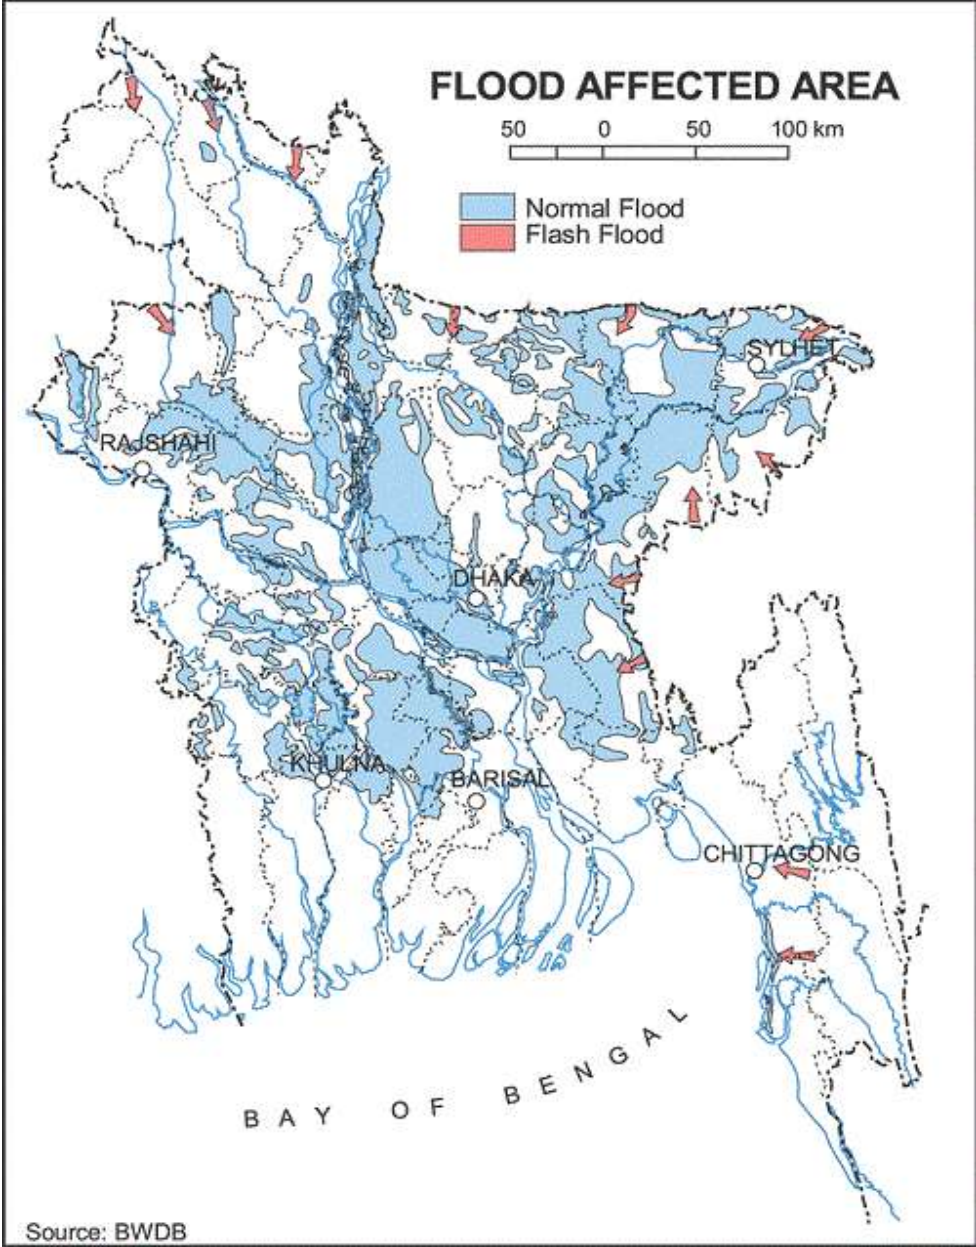 FLOOD AFFECTED AREA
50 0 50 100 km
Normal Flood
Flash Flood
SYLHET
RAJSHAHI
DHAKA
KHULNA
BARISAL
CHITTAGONG
BAY OF BENGAL
Source: BWDB